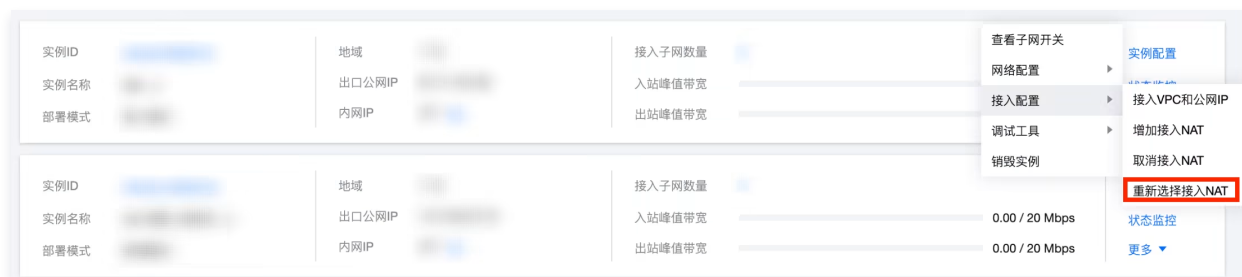 实例ID 地域 接入子网数量 查看子网开关 实例配置
实例名称 出口公网IP 入站峰值带宽 网络配置 状态监控
部署模式 内网IP 出站峰值带宽 接入配置 接入VPC和公网IP
调试工具 增加接入NAT
销毁实例 取消接入NAT
重新选择接入NAT
实例ID 地域 接入子网数量
实例名称 出口公网IP 入站峰值带宽 0.00 / 20 Mbps 状态监控
部署模式 内网IP 出站峰值带宽 0.00 / 20 Mbps 更多